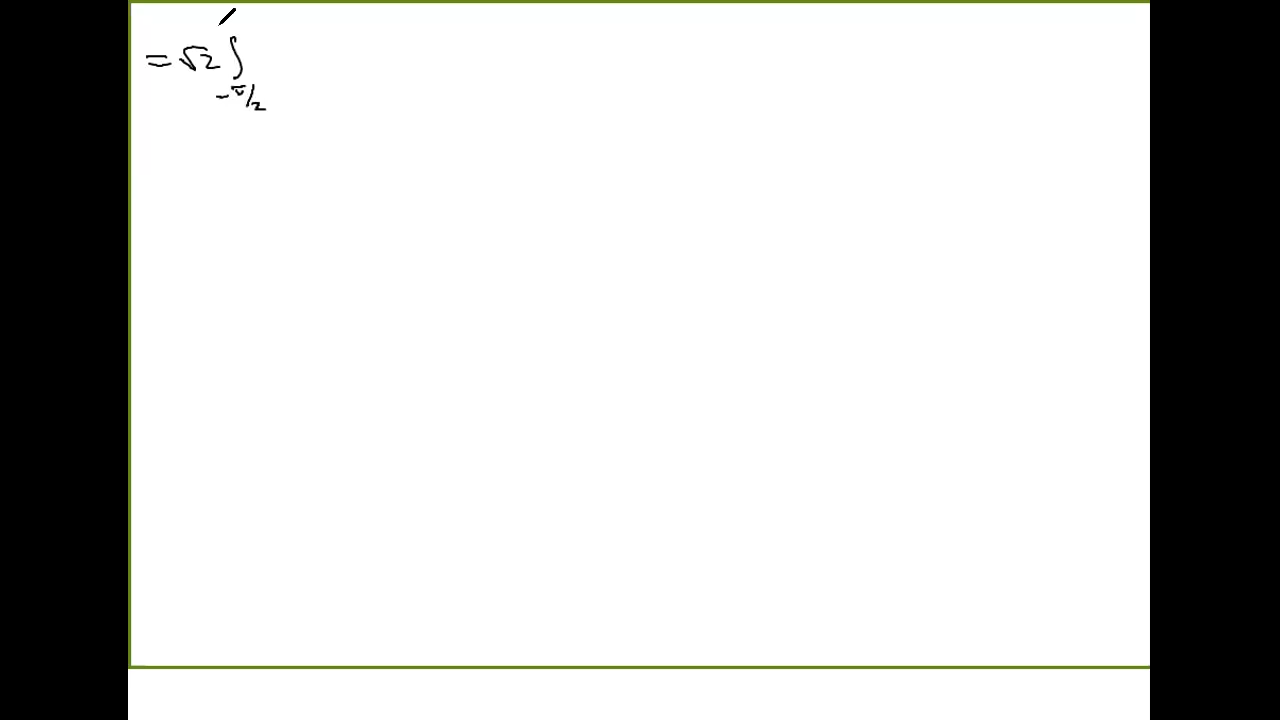 = √2 ∫_{-π/2}